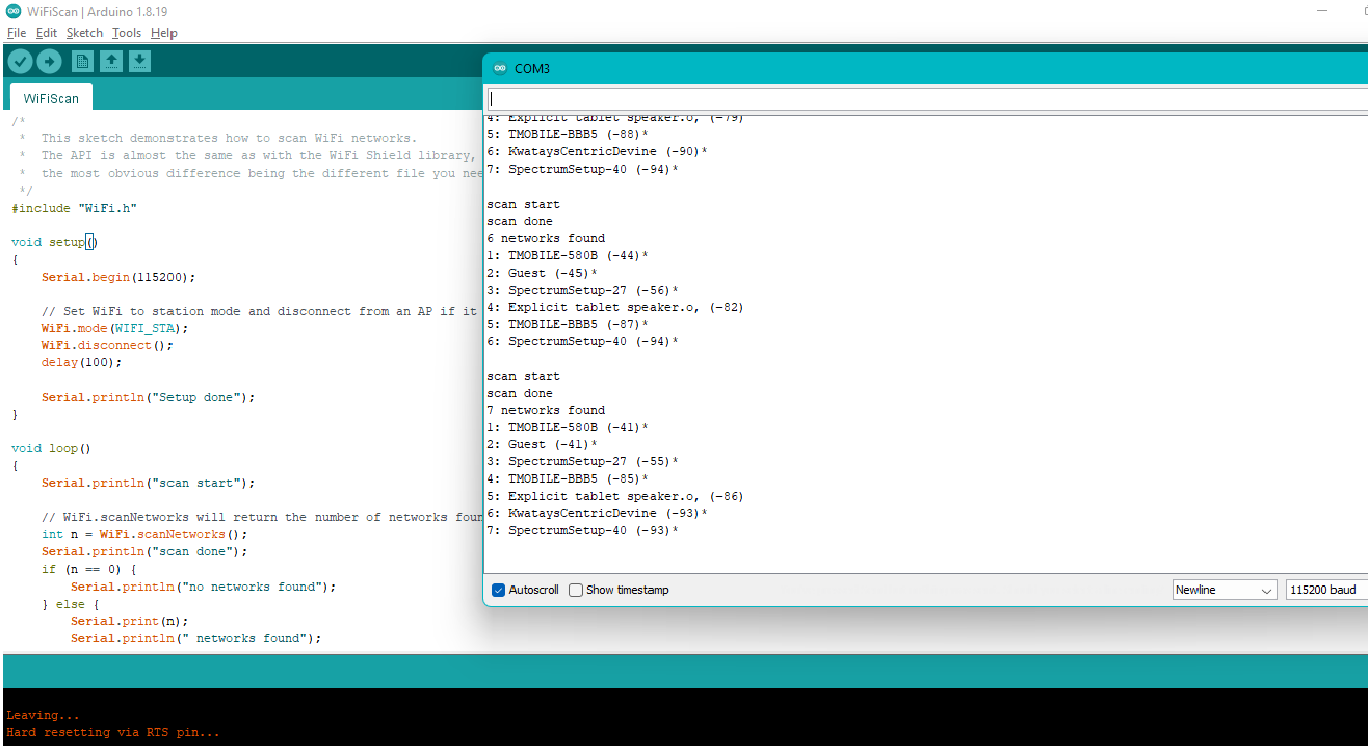 WiFiScan | Arduino 1.8.19
File Edit Sketch Tools Help
WiFiScan
/*
 *  This sketch demonstrates how to scan WiFi networks.
 *  The API is almost the same as with the WiFi Shield library,
 *  the most obvious difference being the different file you
 */
#include "WiFi.h"
void setup()
{
    Serial.begin(115200);
    // Set WiFi to station mode and disconnect from an AP if it
    WiFi.mode(WIFI_STA);
    WiFi.disconnect();
    delay(100);
    Serial.println("Setup done");
}
void loop()
{
    Serial.println("scan start");
    // WiFi.scanNetworks will return the number of networks
    int n = WiFi.scanNetworks();
    Serial.println("scan done");
    if (n == 0) {
        Serial.println("no networks found");
    } else {
        Serial.print(n);
        Serial.println(" networks found");
COM3
4: Explicit tablet speaker.o, (-79)
5: TMOBILE-BBB5 (-88)*
6: KwataysCentricDevine (-90)*
7: SpectrumSetup-40 (-94)*
scan start
scan done
6 networks found
1: TMOBILE-580B (-44)*
2: Guest (-45)*
3: SpectrumSetup-27 (-56)*
4: Explicit tablet speaker.o, (-82)
5: TMOBILE-BBB5 (-87)*
6: SpectrumSetup-40 (-94)*
scan start
scan done
7 networks found
1: TMOBILE-580B (-41)*
2: Guest (-41)*
3: SpectrumSetup-27 (-55)*
4: TMOBILE-BBB5 (-85)*
5: Explicit tablet speaker.o, (-86)
6: KwataysCentricDevine (-93)*
7: SpectrumSetup-40 (-93)*
Autoscroll Show timestamp
Newline
115200 baud
Leaving...
Hard resetting via RTS pin...